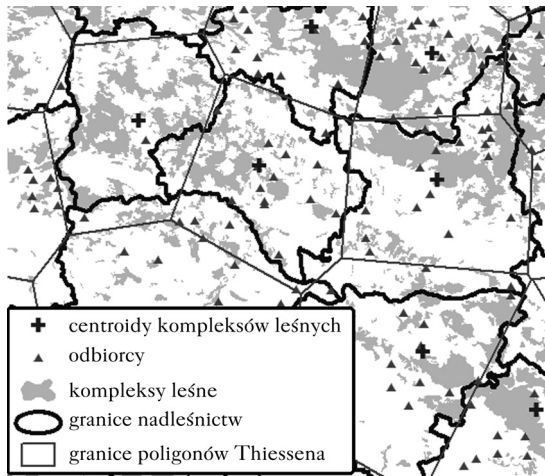 centroidy kompleksów leśnych
odbiorcy
kompleksy leśne
granice nadleśnictw
granice poligonów Thiessena